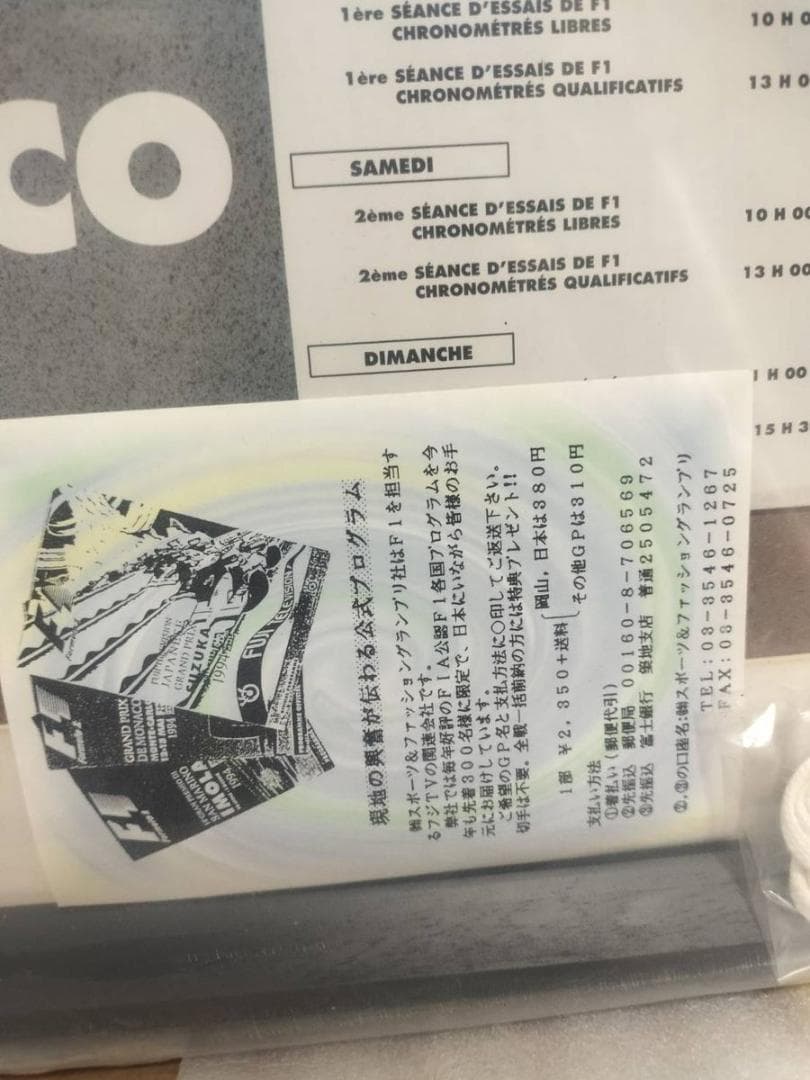 CO
1ère SÉANCE D'ESSAIS DE F1
CHRONOMÉTRÉS LIBRES
10 H 0
1ère SÉANCE D'ESSAIS DE F1
CHRONOMÉTRÉS QUALIFICATIFS
13 H 0
SAMEDI
2ème SÉANCE D'ESSAIS DE F1
CHRONOMÉTRÉS LIBRES
10 H 00
2ème SÉANCE D'ESSAIS DE F1
CHRONOMÉTRÉS QUALIFICATIFS
13 H 00
DIMANCHE
1 H 00
15 H 3
現地の興奮が伝わる公式プログラム
㈱スポーツ&ファッショングランプリ社はF1を担当す
るフジTVの関連会社です。
弊社では毎年好評のFIA公認F1各国プログラムを今
年も先着300名様に限定で、日本にいながら皆様のお手
元にお届けしています。
ご希望のGP名と支払方法に○印してご返送下さい。
切手は不要。全戦一括前納の方には特典プレゼント!!
1部 ¥2,350+送料
岡山,日本は380円
その他GPは310円
支払い方法
①着払い(郵便代引)
②先振込 郵便局 00160-8-706569
③先振込 富士銀行 築地支店 普通2505472
②,③の口座名:㈱スポーツ&ファッショングランプリ
TEL:03-3546-1267
FAX:03-3546-0725
JAPANESE
GRAND PRIX
SUZUKA
1994
FUJI TELEVISION
GRAND PRIX
DE MONACO
1994
SAN MARINO
IMOLA
1994